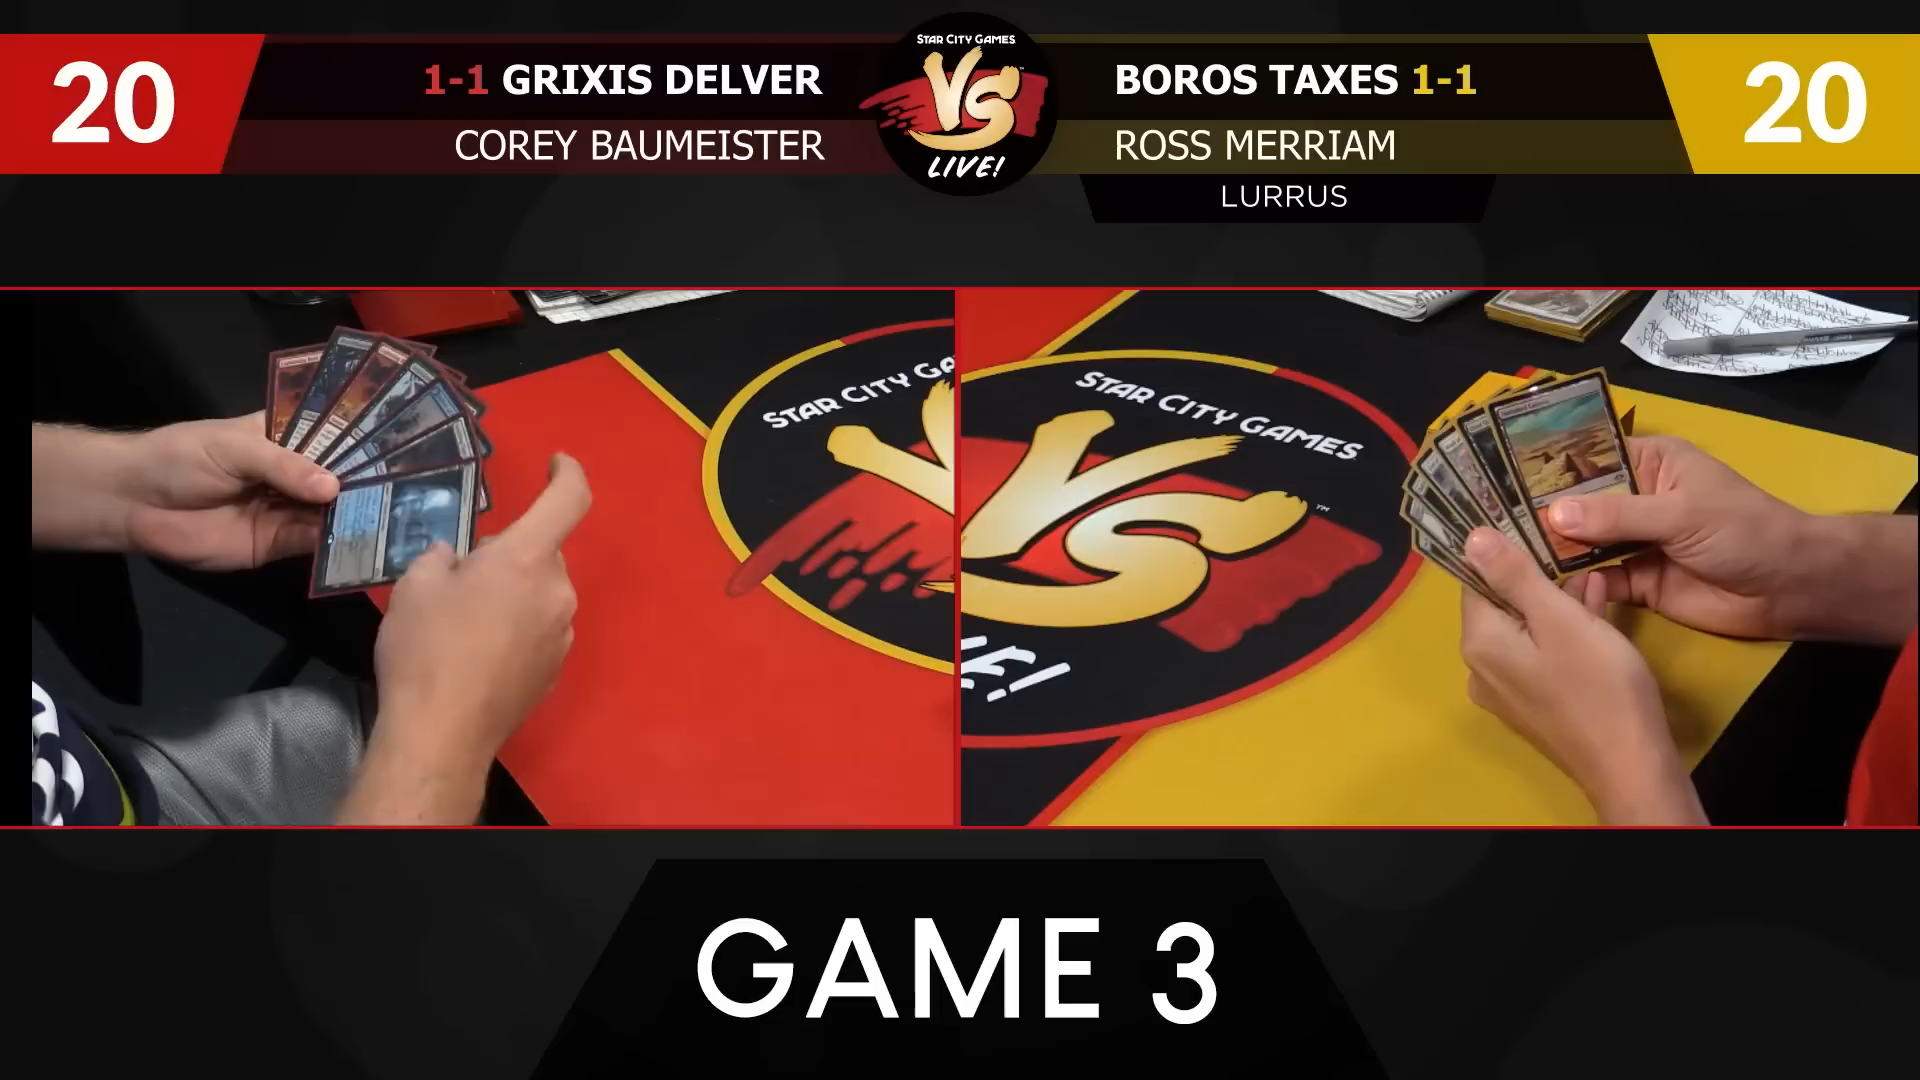 20
1-1 GRIXIS DELVER
COREY BAUMEISTER
STAR CITY GAMES
VS
LIVE!
BOROS TAXES 1-1
ROSS MERRIAM
20
LURRUS
STAR CITY GA
STAR CITY GAMES
VS
TM
E!
GAME 3